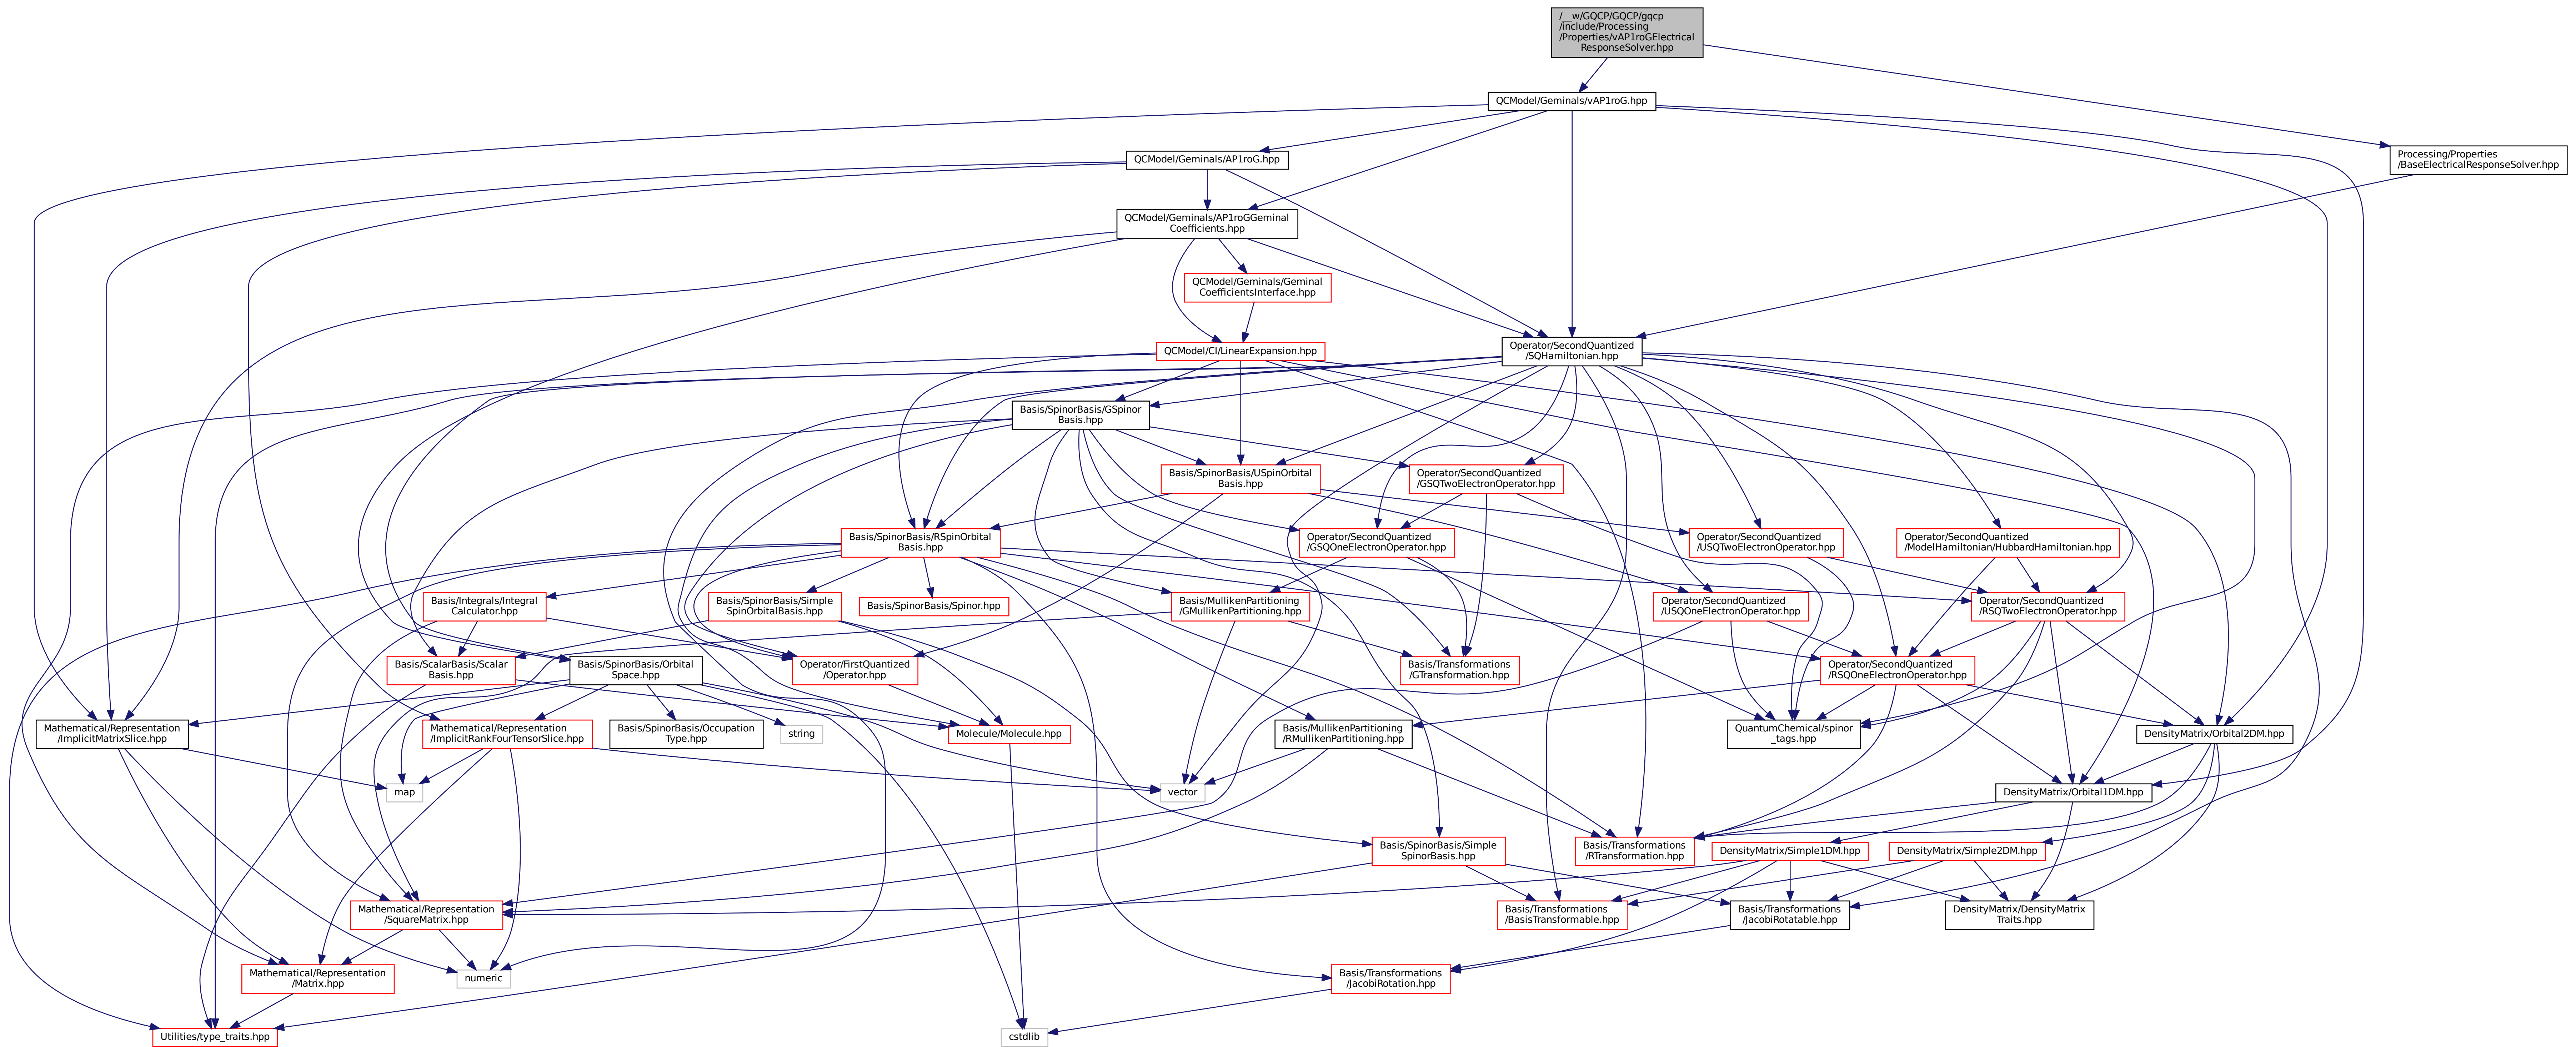 /__w/GQCP/GQCP/gqcp
/include/Processing
/Properties/vAP1roGElectrical
ResponseSolver.hpp
QCModel/Geminals/vAP1roG.hpp
QCModel/Geminals/AP1roG.hpp
Processing/Properties
/BaseElectricalResponseSolver.hpp
QCModel/Geminals/AP1roGGeminal
Coefficients.hpp
QCModel/Geminals/Geminal
CoefficientsInterface.hpp
QCModel/CI/LinearExpansion.hpp
Operator/SecondQuantized
/SQHamiltonian.hpp
Basis/SpinorBasis/GSpinor
Basis.hpp
Basis/SpinorBasis/USpinOrbital
Basis.hpp
Operator/SecondQuantized
/GSQTwoElectronOperator.hpp
Basis/SpinorBasis/RSpinOrbital
Basis.hpp
Operator/SecondQuantized
/GSQOneElectronOperator.hpp
Operator/SecondQuantized
/USQTwoElectronOperator.hpp
Operator/SecondQuantized
/ModelHamiltonian/HubbardHamiltonian.hpp
Basis/Integrals/Integral
Calculator.hpp
Basis/SpinorBasis/Simple
SpinOrbitalBasis.hpp
Basis/SpinorBasis/Spinor.hpp
Basis/MullikenPartitioning
/GMullikenPartitioning.hpp
Operator/SecondQuantized
/USQOneElectronOperator.hpp
Operator/SecondQuantized
/RSQTwoElectronOperator.hpp
Basis/ScalarBasis/Scalar
Basis.hpp
Basis/SpinorBasis/Orbital
Space.hpp
Operator/FirstQuantized
/Operator.hpp
Basis/Transformations
/GTransformation.hpp
Operator/SecondQuantized
/RSQOneElectronOperator.hpp
Mathematical/Representation
/ImplicitMatrixSlice.hpp
Mathematical/Representation
/ImplicitRankFourTensorSlice.hpp
Basis/SpinorBasis/Occupation
Type.hpp
string
Molecule/Molecule.hpp
Basis/MullikenPartitioning
/RMullikenPartitioning.hpp
QuantumChemical/spinor
_tags.hpp
DensityMatrix/Orbital2DM.hpp
map
vector
DensityMatrix/Orbital1DM.hpp
Basis/SpinorBasis/Simple
SpinorBasis.hpp
Basis/Transformations
/RTransformation.hpp
DensityMatrix/Simple1DM.hpp
DensityMatrix/Simple2DM.hpp
Mathematical/Representation
/SquareMatrix.hpp
Basis/Transformations
/BasisTransformable.hpp
Basis/Transformations
/JacobiRotatable.hpp
DensityMatrix/DensityMatrix
Traits.hpp
Mathematical/Representation
/Matrix.hpp
numeric
Basis/Transformations
/JacobiRotation.hpp
Utilities/type_traits.hpp
cstdlib